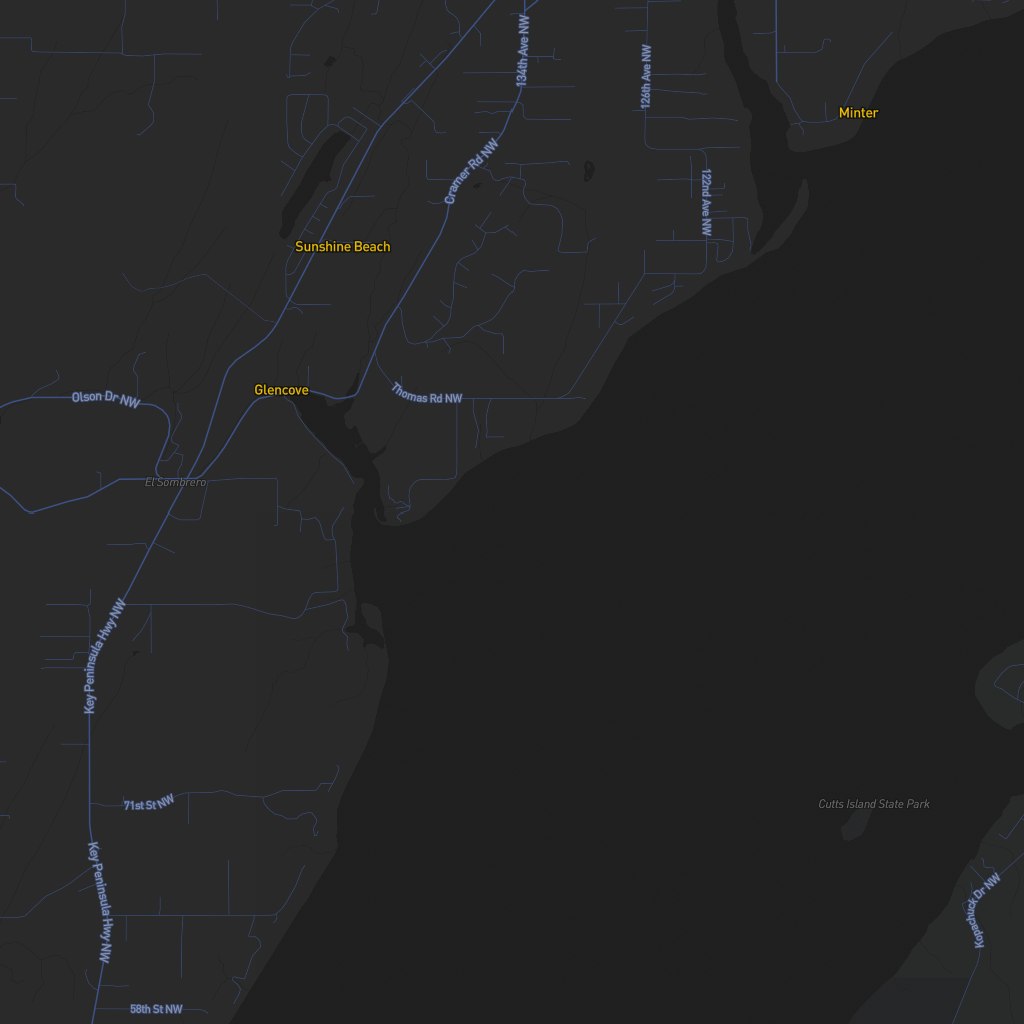 134th Ave NW
126th Ave NW
Minter
Cramer Rd NW
122nd Ave NW
Sunshine Beach
Glencove
Thomas Rd NW
Olson Dr NW
El Sombrero
Key Peninsula Hwy NW
71st St NW
Cutts Island State Park
Key Peninsula Hwy NW
Kopachuck Dr NW
58th St NW